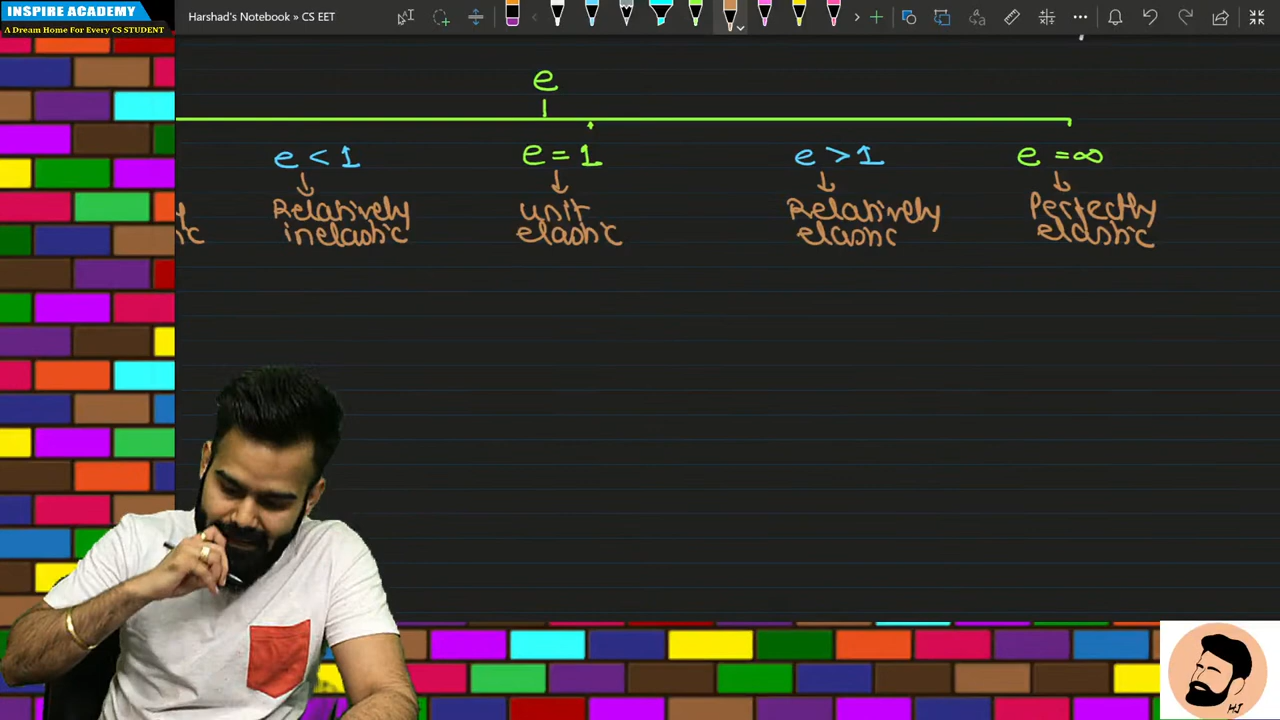 INSPIRE ACADEMY
A Dream Home For Every CS STUDENT
Harshad's Notebook » CS EET
e
e < 1
e = 1
e > 1
e = ∞
Relatively
inelastic
unit
elastic
Relatively
elastic
Perfectly
elastic
HJ